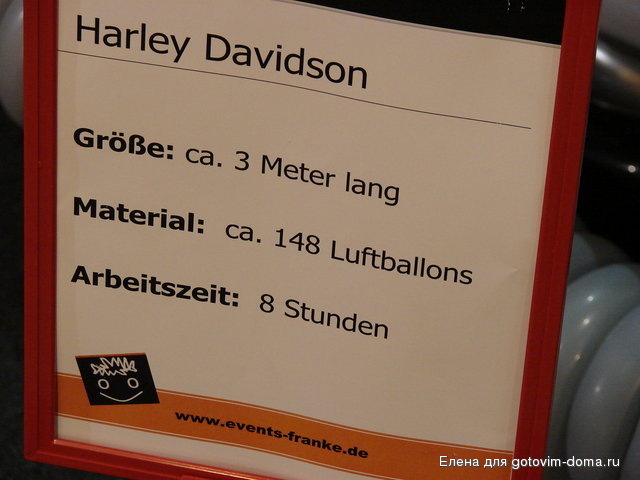 Harley Davidson
Größe: ca. 3 Meter lang
Material: ca. 148 Luftballons
Arbeitszeit: 8 Stunden
www.events-franke.de
Елена для gotovim-doma.ru